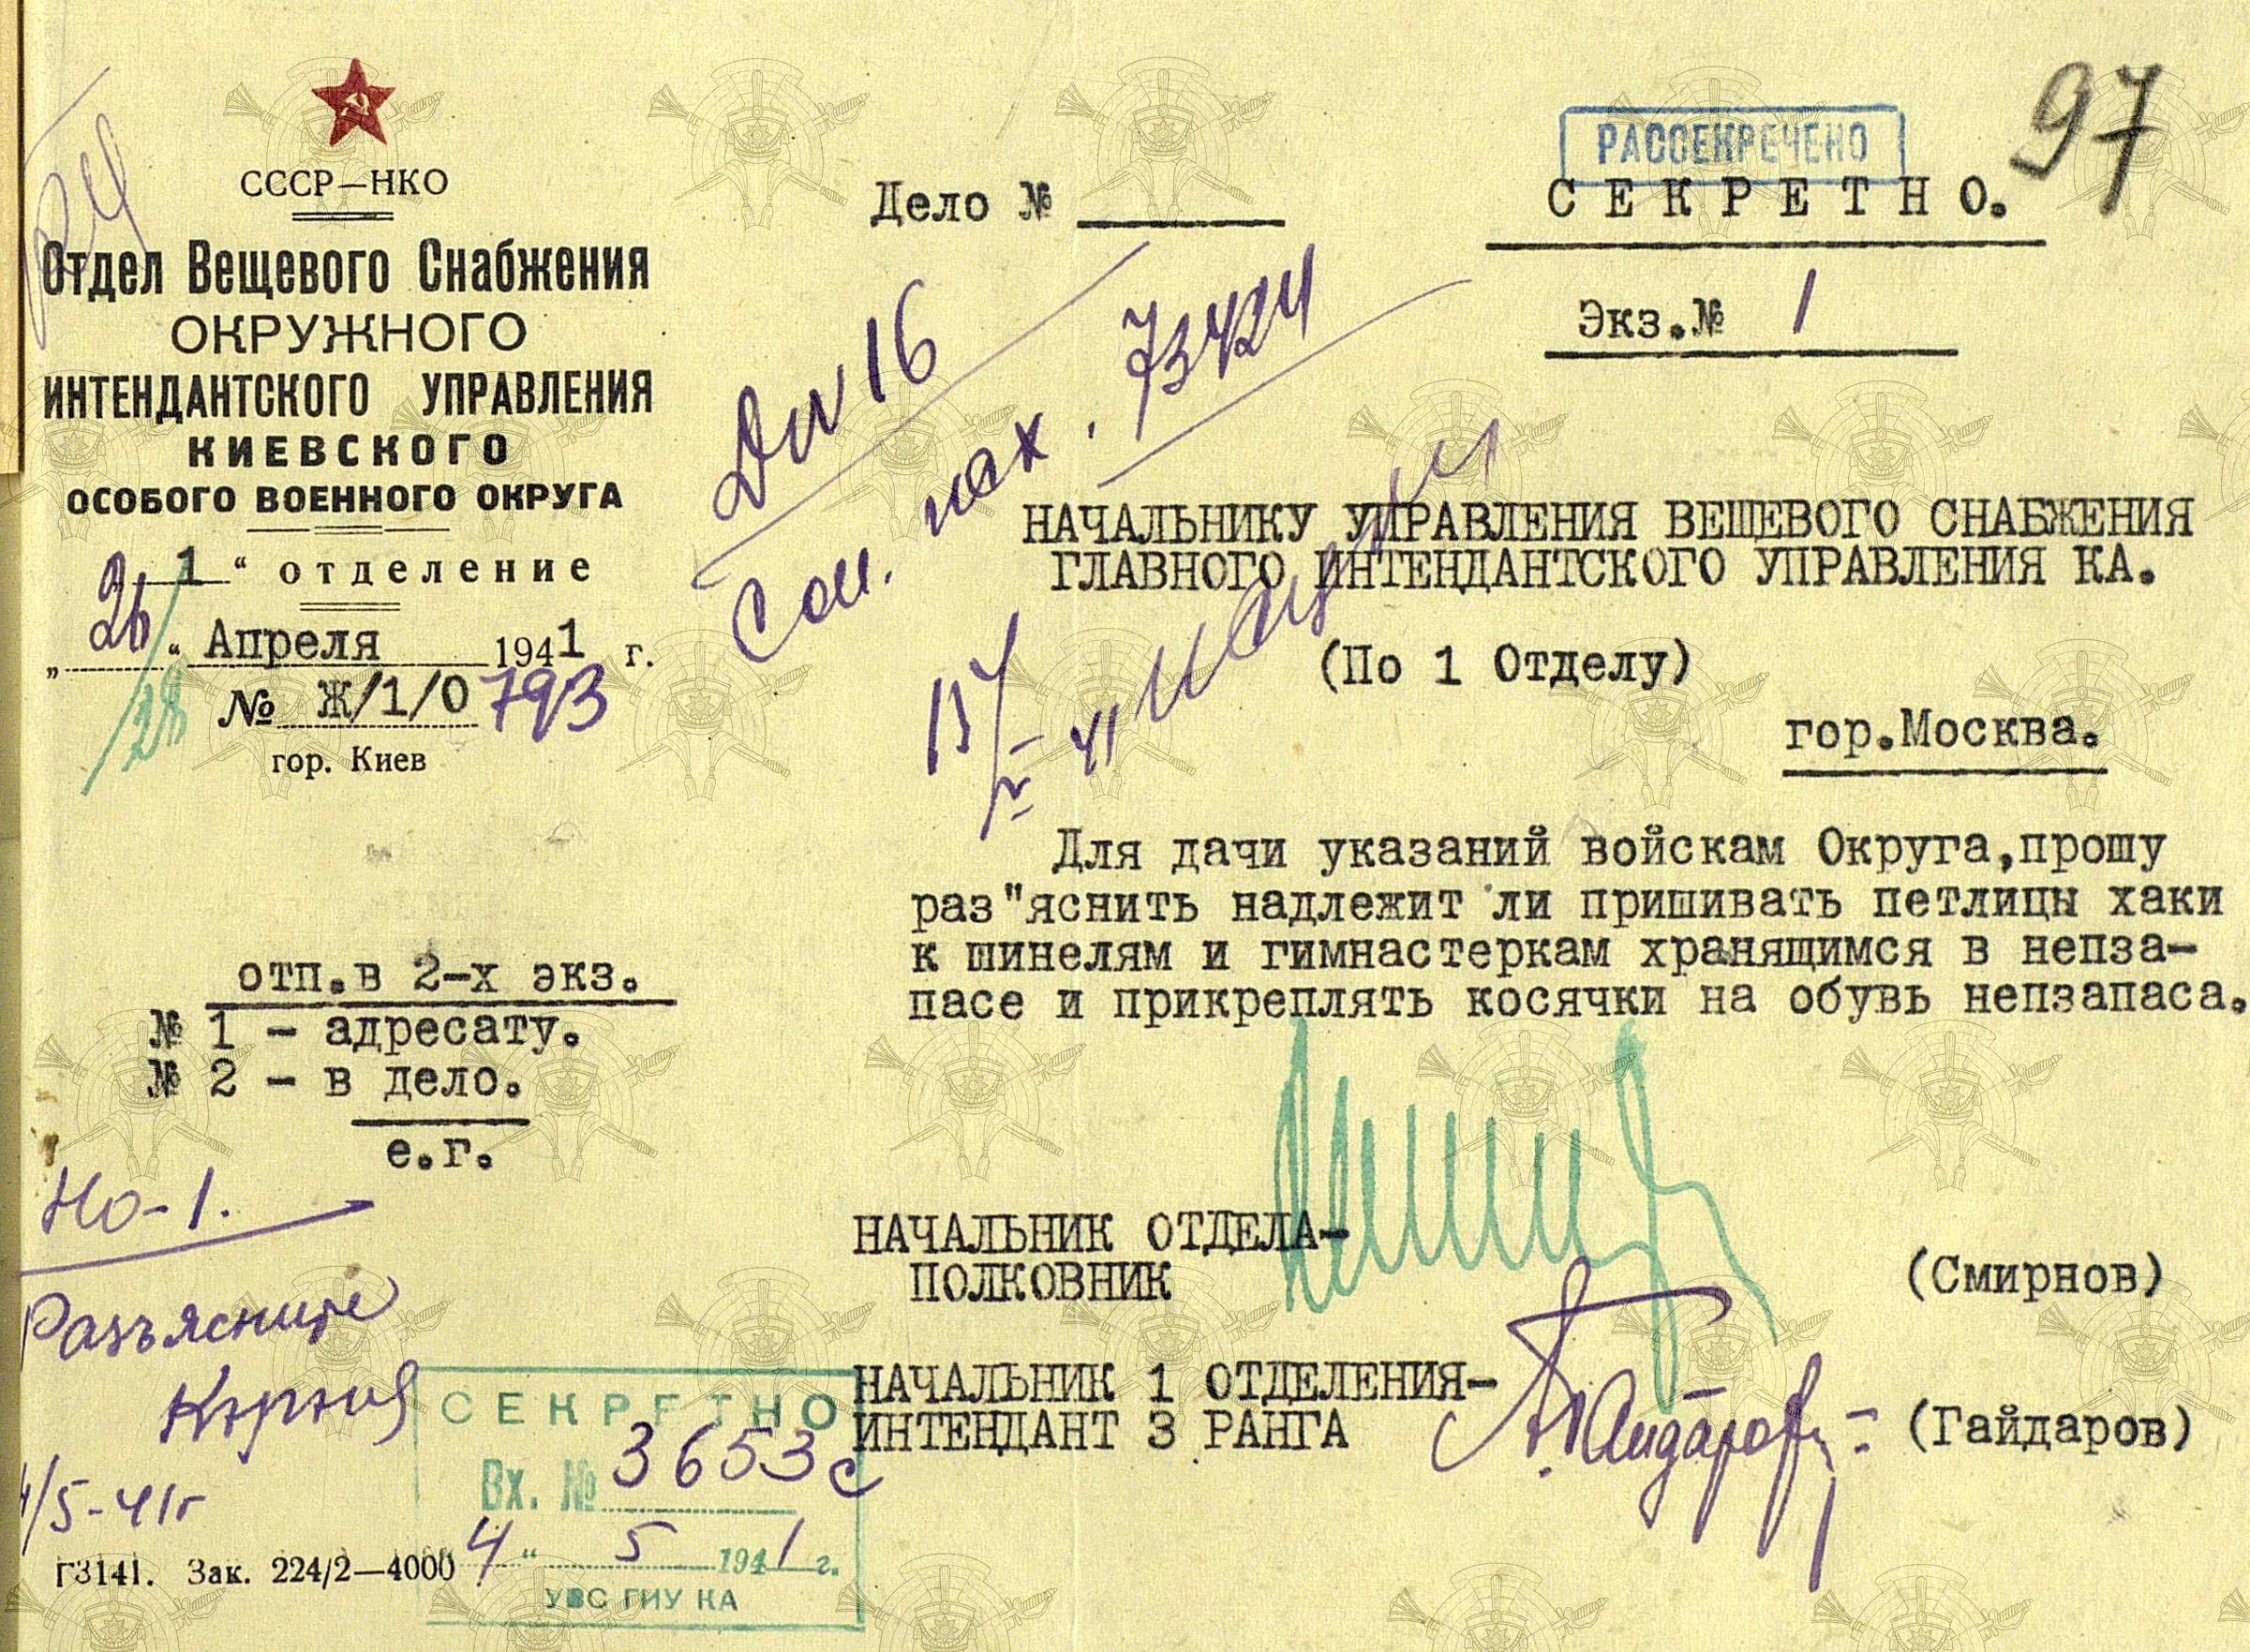 СССР—НКО
Отдел Вещевого Снабжения
ОКРУЖНОГО
ИНТЕНДАНТСКОГО УПРАВЛЕНИЯ
КИЕВСКОГО
ОСОБОГО ВОЕННОГО ОКРУГА
„ 1 “ отделение
„ 26 “ Апреля 1941 г.
28
№ Ж/1/0 793
гор. Киев
Дело №
РАССЕКРЕЧЕНО
97
СЕКРЕТНО.
Экз.№ 1
16
73424
НАЧАЛЬНИКУ УПРАВЛЕНИЯ ВЕЩЕВОГО СНАБЖЕНИЯ
ГЛАВНОГО ИНТЕНДАНТСКОГО УПРАВЛЕНИЯ КА.
(По 1 Отделу)
гор.Москва.
Для дачи указаний войскам Округа,прошу
раз"яснить надлежит ли пришивать петлицы хаки
к шинелям и гимнастеркам хранящимся в непза-
пасе и прикреплять косячки на обувь непзапаса.
отп.в 2-х экз.
№ 1 - адресату.
№ 2 - в дело.
е.г.
НО-1.
Разъясните
4/5-41г
НАЧАЛЬНИК ОТДЕЛА-
ПОЛКОВНИК
(Смирнов)
НАЧАЛЬНИК 1 ОТДЕЛЕНИЯ-
ИНТЕНДАНТ 3 РАНГА
(Гайдаров)
СЕКРЕТНО
Вх. № 3653с
„ 4 “ 5 1941 г.
УВС ГИУ КА
Г3141. Зак. 224/2—4000